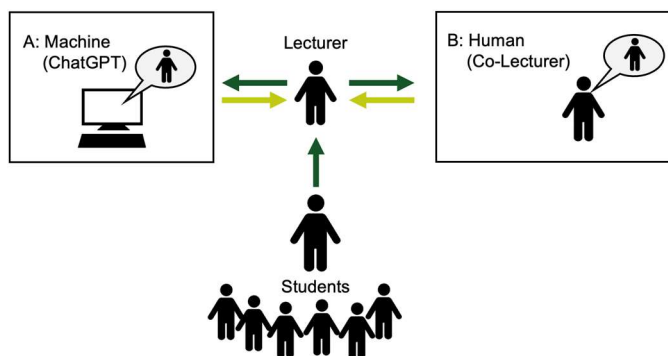 A: Machine
(ChatGPT)
Lecturer
B: Human
(Co-Lecturer)
Students